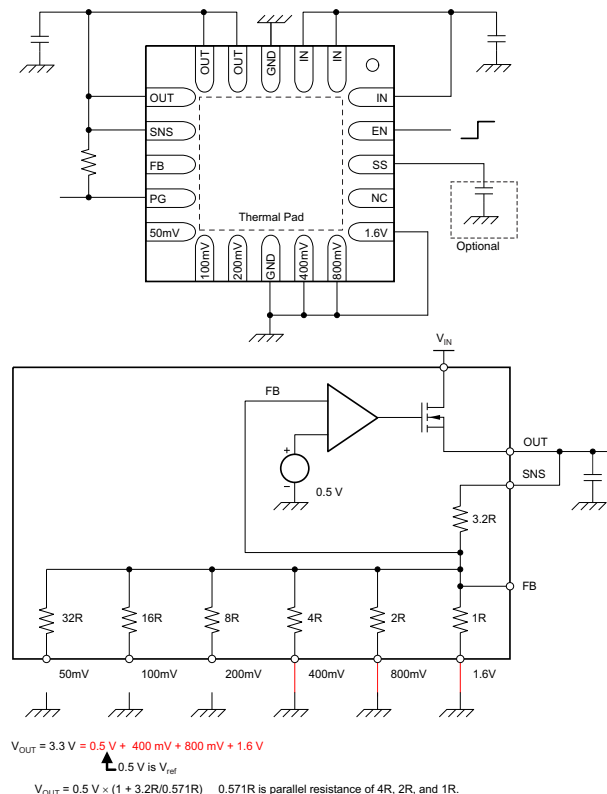 OUT
OUT
GND
IN
IN
OUT
IN
SNS
EN
FB
SS
PG
NC
50mV
1.6V
Thermal Pad
100mV
200mV
GND
400mV
800mV
Optional
VIN
FB
OUT
SNS
+
–
0.5 V
3.2R
FB
32R
16R
8R
4R
2R
1R
50mV
100mV
200mV
400mV
800mV
1.6V
VOUT = 3.3 V = 0.5 V + 400 mV + 800 mV + 1.6 V
0.5 V is Vref
VOUT = 0.5 V × (1 + 3.2R/0.571R) 0.571R is parallel resistance of 4R, 2R, and 1R.